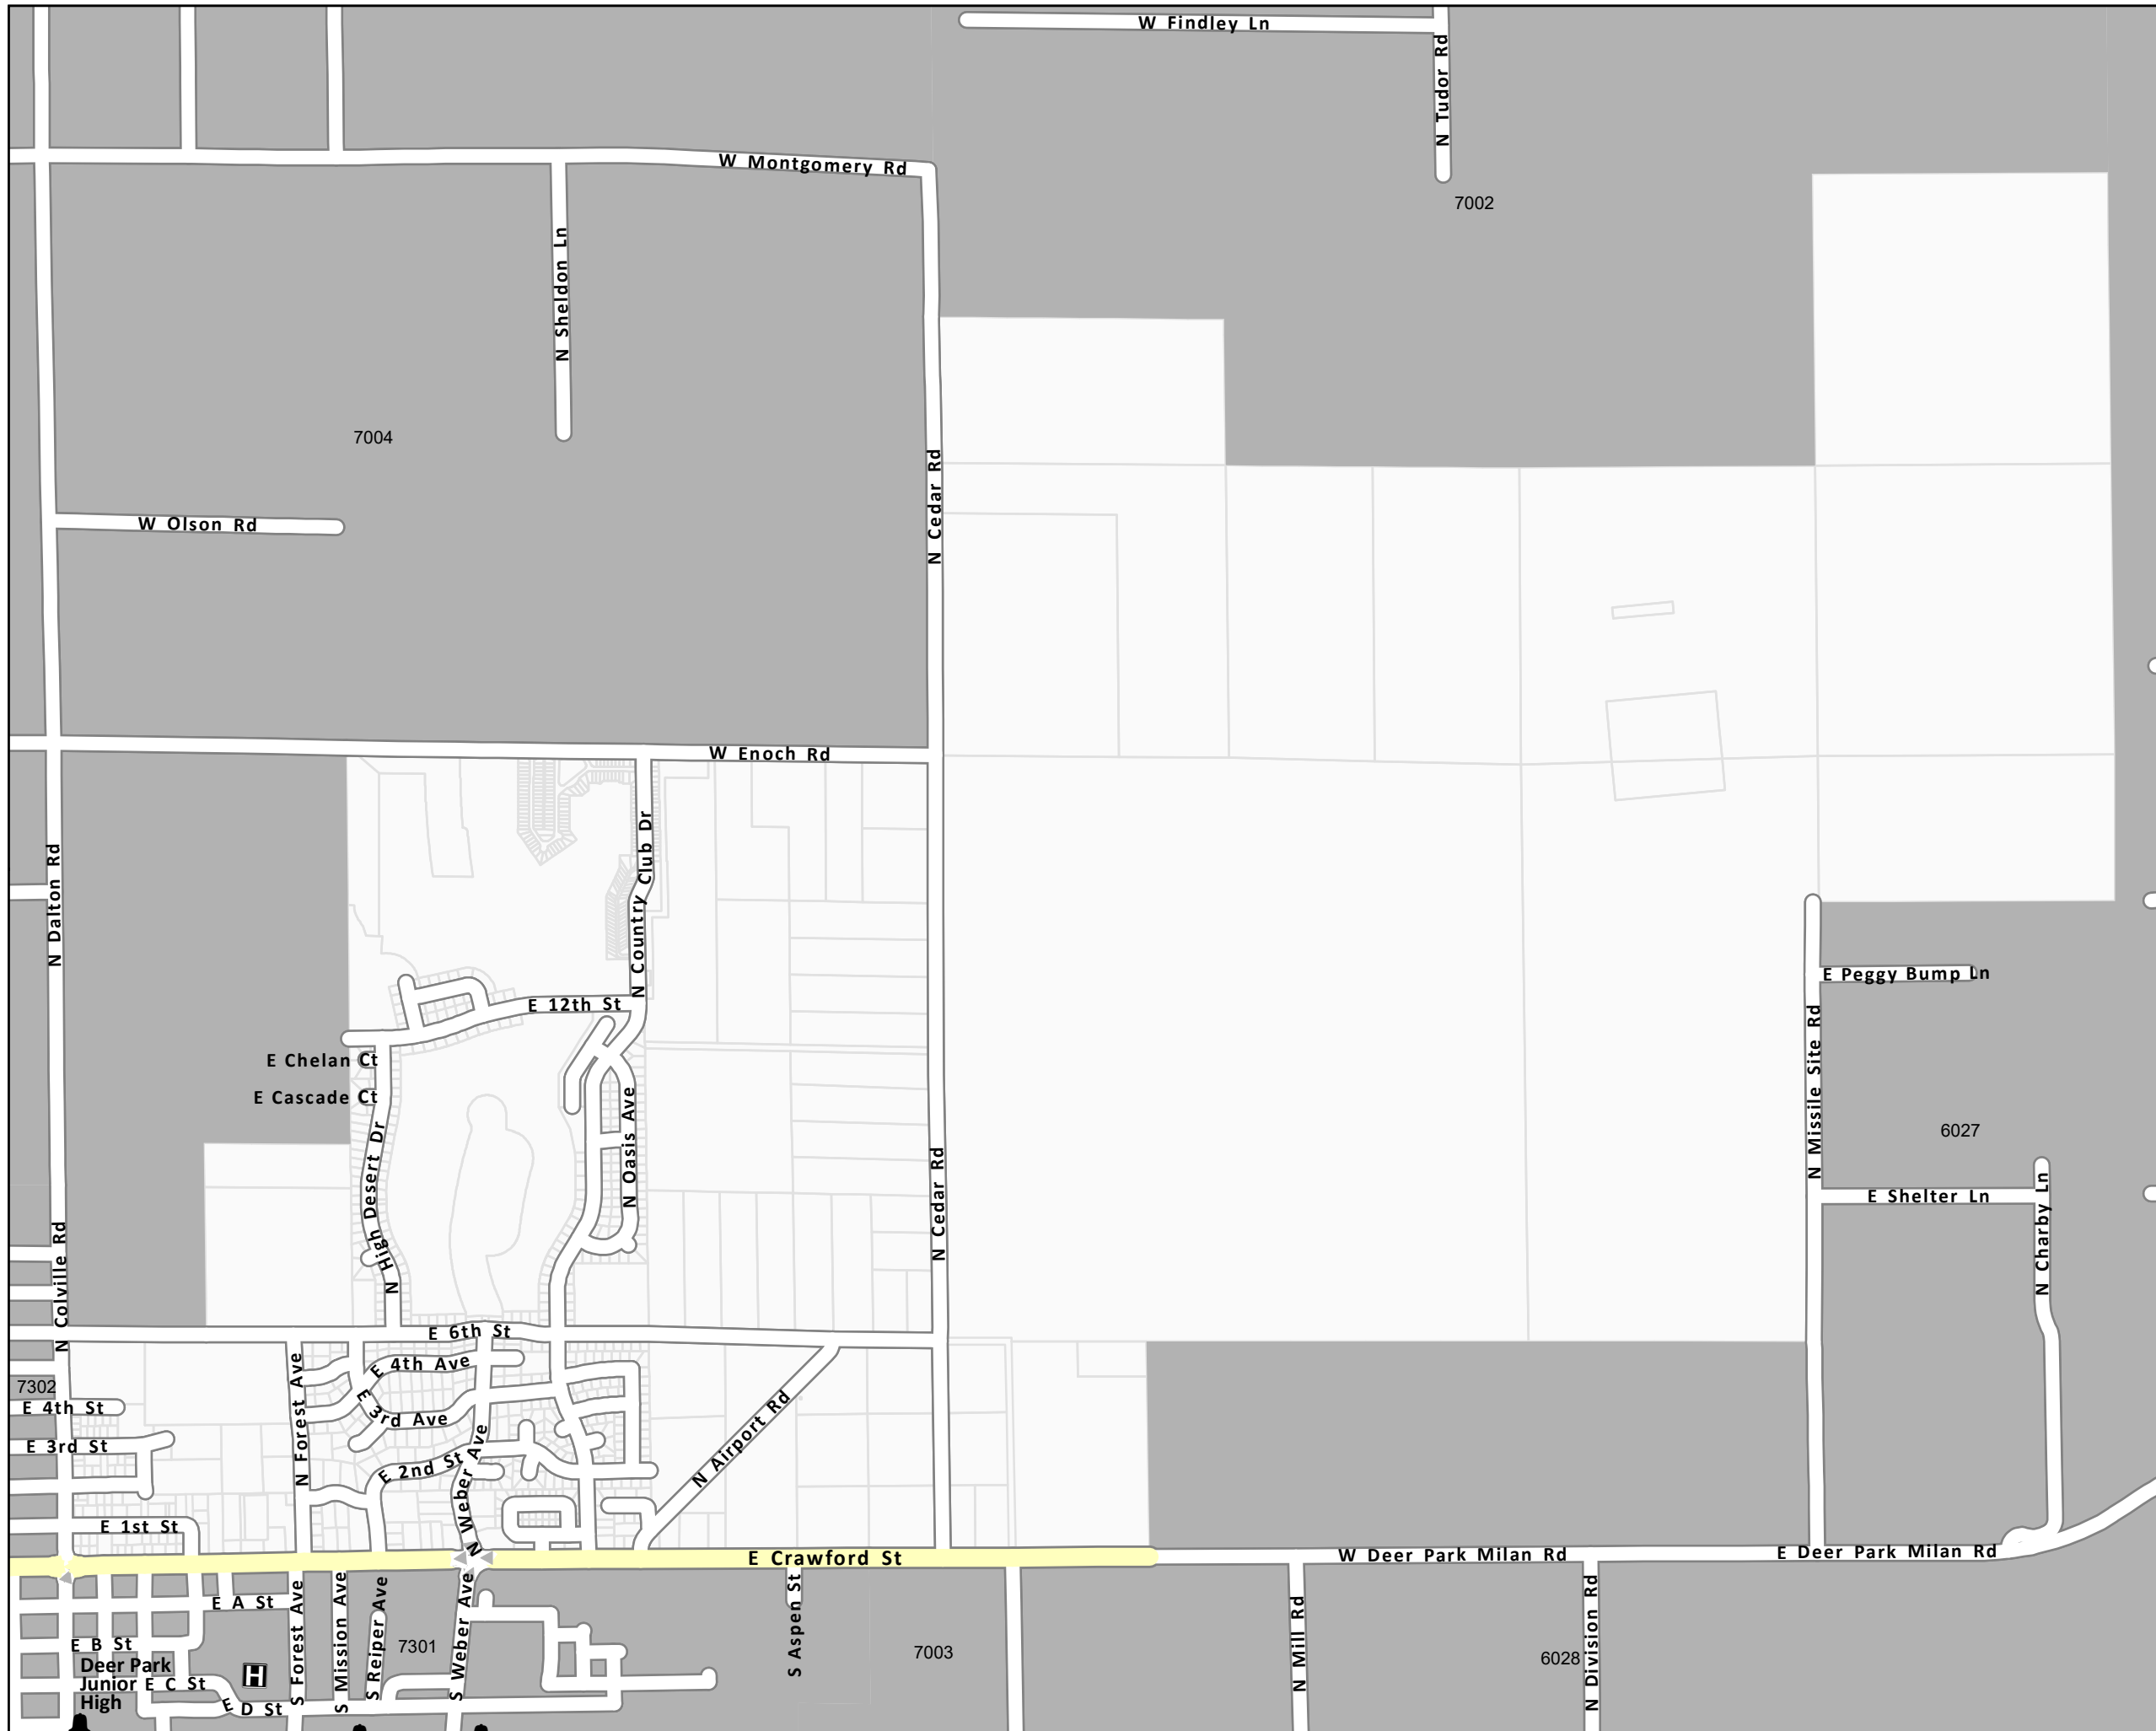 W Findley Ln
N Tudor Rd
W Montgomery Rd
7002
N Sheldon Ln
7004
N Cedar Rd
W Olson Rd
W Enoch Rd
N Country Club Dr
N Dalton Rd
E Peggy Bump Ln
E 12th St
N Missile Site Rd
E Chelan Ct
E Cascade Ct
N Oasis Ave
6027
N High Desert Dr
N Cedar Rd
E Shelter Ln
N Charby Ln
N Colville Rd
E 6th St
E 4th Ave
7302
E 4th St
N Forest Ave
E 3rd Ave
N Airport Rd
E 3rd St
E 2nd St
N Weber Ave
E 1st St
E Crawford St
W Deer Park Milan Rd
E Deer Park Milan Rd
E A St
S Forest Ave
S Mission Ave
S Reiper Ave
S Weber Ave
S Aspen St
N Mill Rd
N Division Rd
E B St
7301
7003
6028
Deer Park
Junior
High
E C St
H
E D St